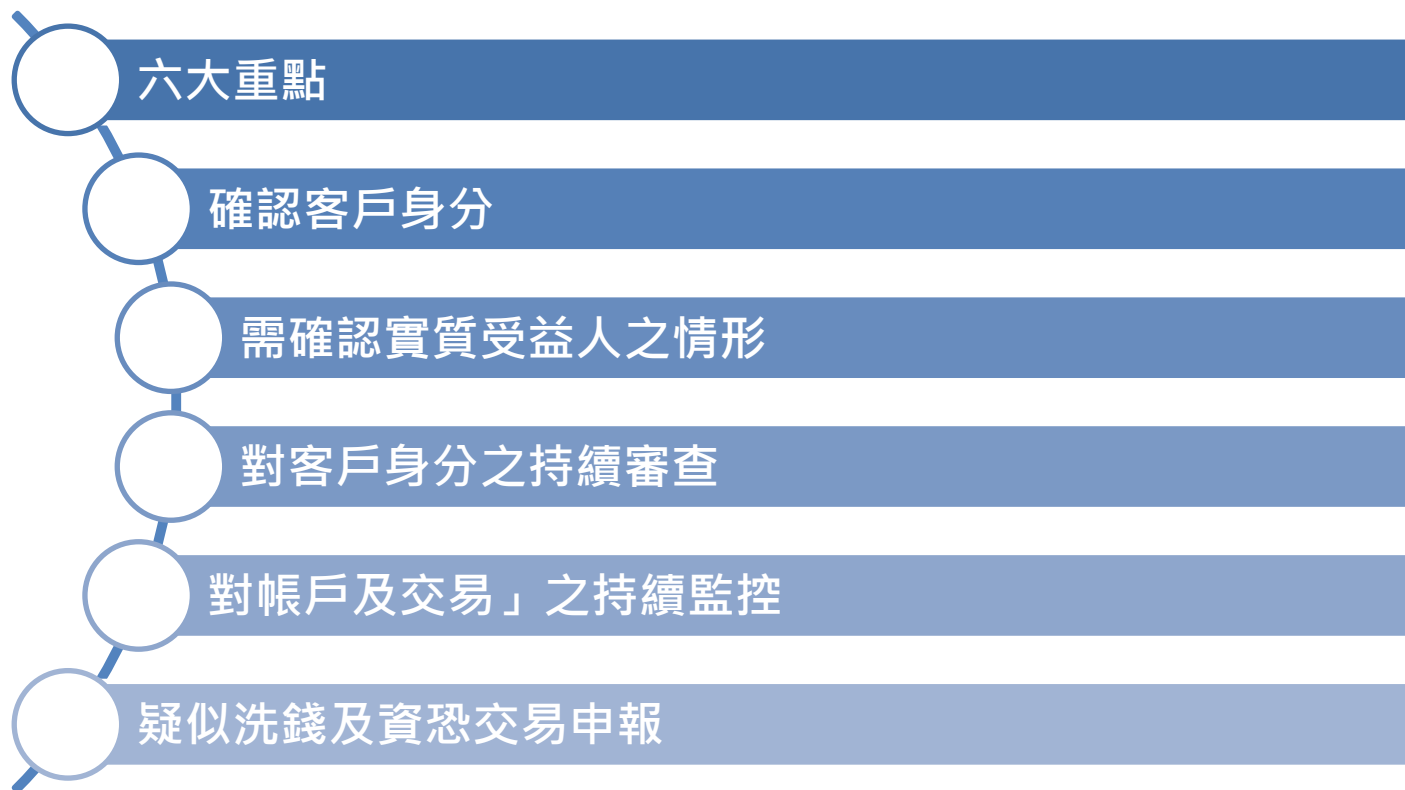 六大重點
確認客戶身分
需確認實質受益人之情形
對客戶身分之持續審查
對帳戶及交易」之持續監控
疑似洗錢及資恐交易申報